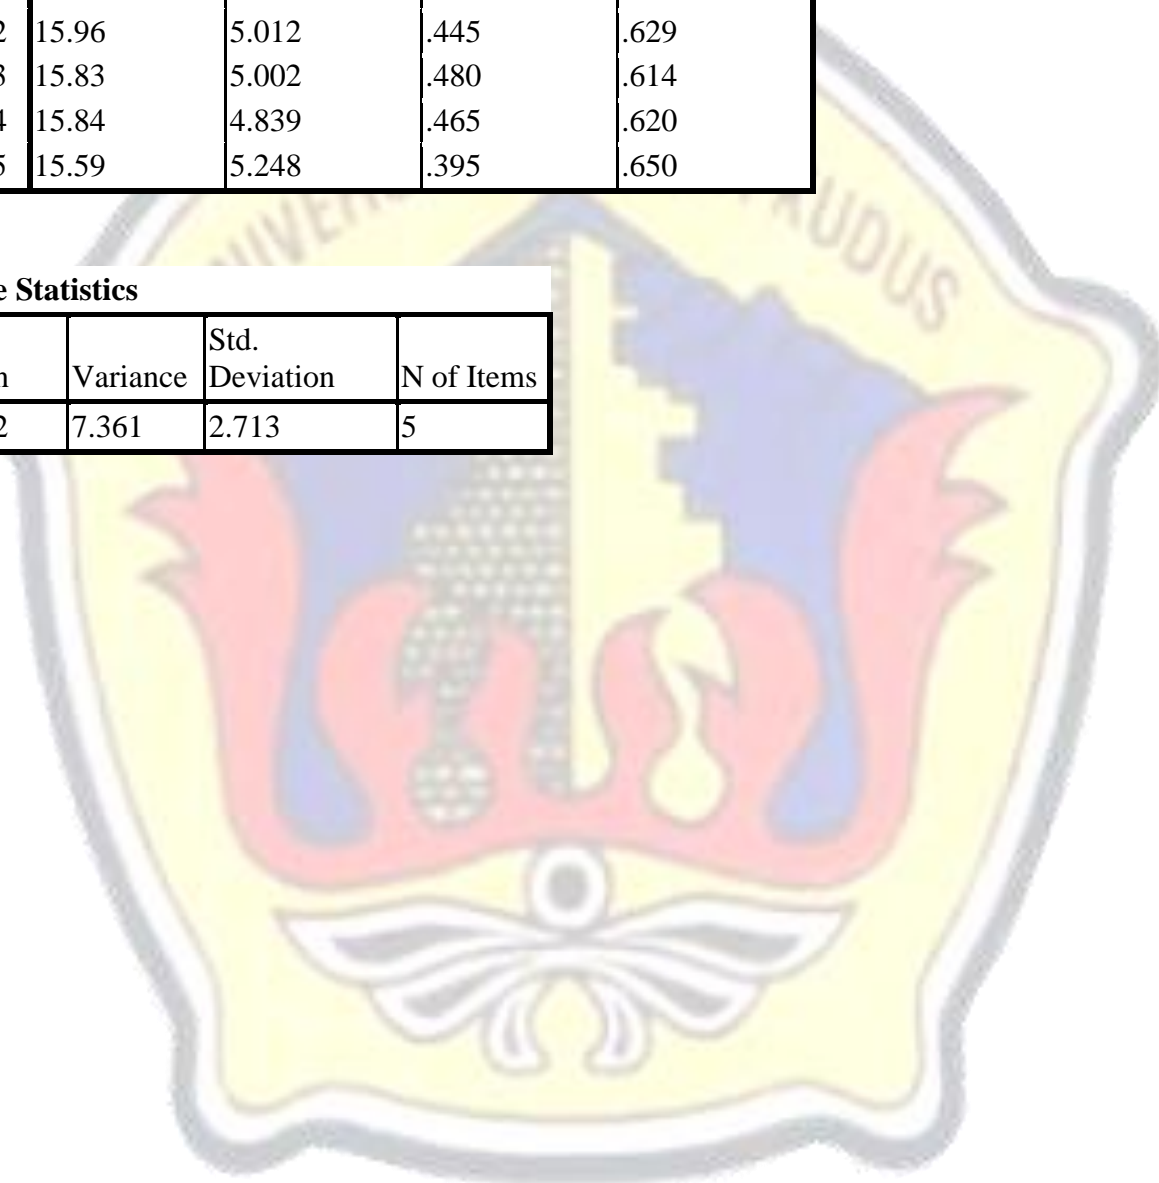 2 15.96 5.012 .445 .629
3 15.83 5.002 .480 .614
4 15.84 4.839 .465 .620
5 15.59 5.248 .395 .650
Statistics
Std.
Variance Deviation N of Items
2 7.361 2.713 5
KUDUS